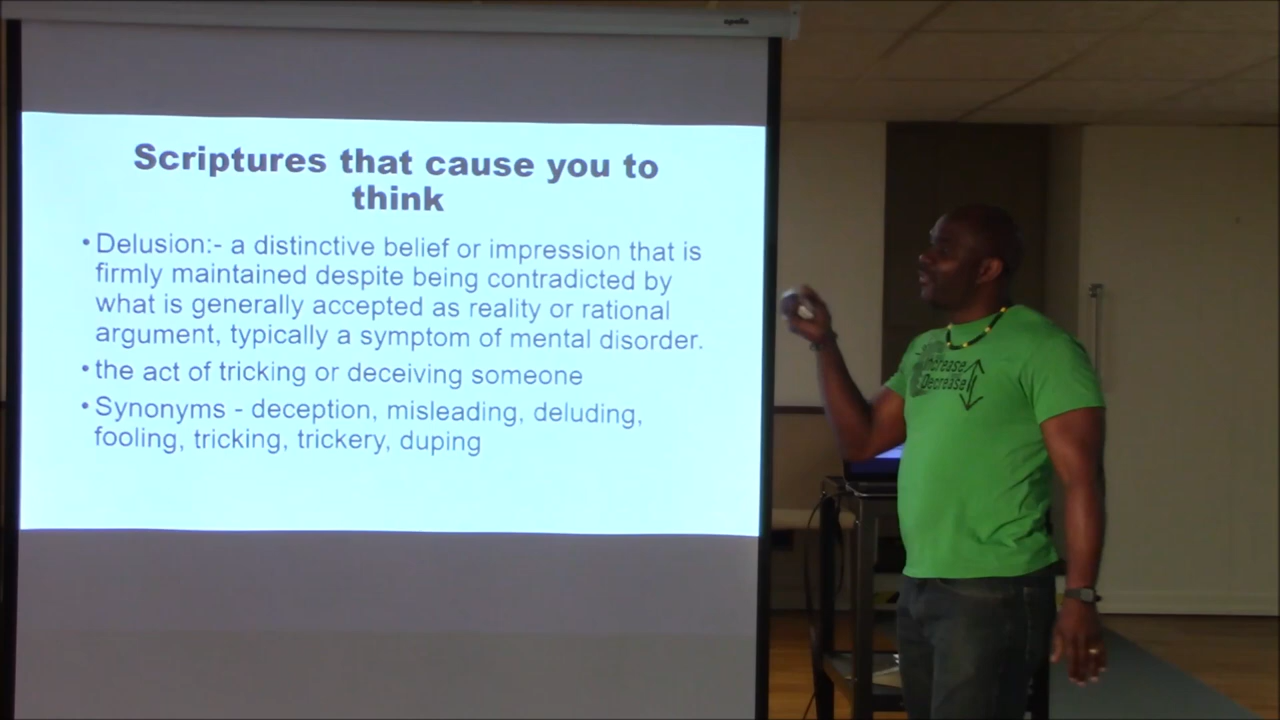 apollo
Scriptures that cause you to
think
• Delusion:- a distinctive belief or impression that is
firmly maintained despite being contradicted by
what is generally accepted as reality or rational
argument, typically a symptom of mental disorder.
• the act of tricking or deceiving someone
• Synonyms - deception, misleading, deluding,
fooling, tricking, trickery, duping
Increase
Decrease